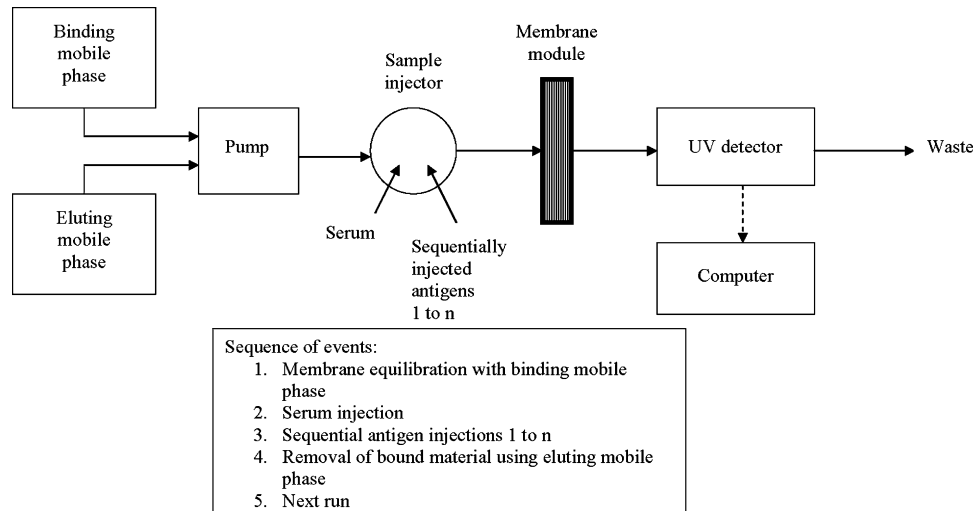 Binding
mobile
phase
Eluting
mobile
phase
Pump
Sample
injector
Serum
Sequentially
injected
antigens
1 to n
Membrane
module
UV detector
Waste
Computer
Sequence of events:
1. Membrane equilibration with binding mobile
phase
2. Serum injection
3. Sequential antigen injections 1 to n
4. Removal of bound material using eluting mobile
phase
5. Next run